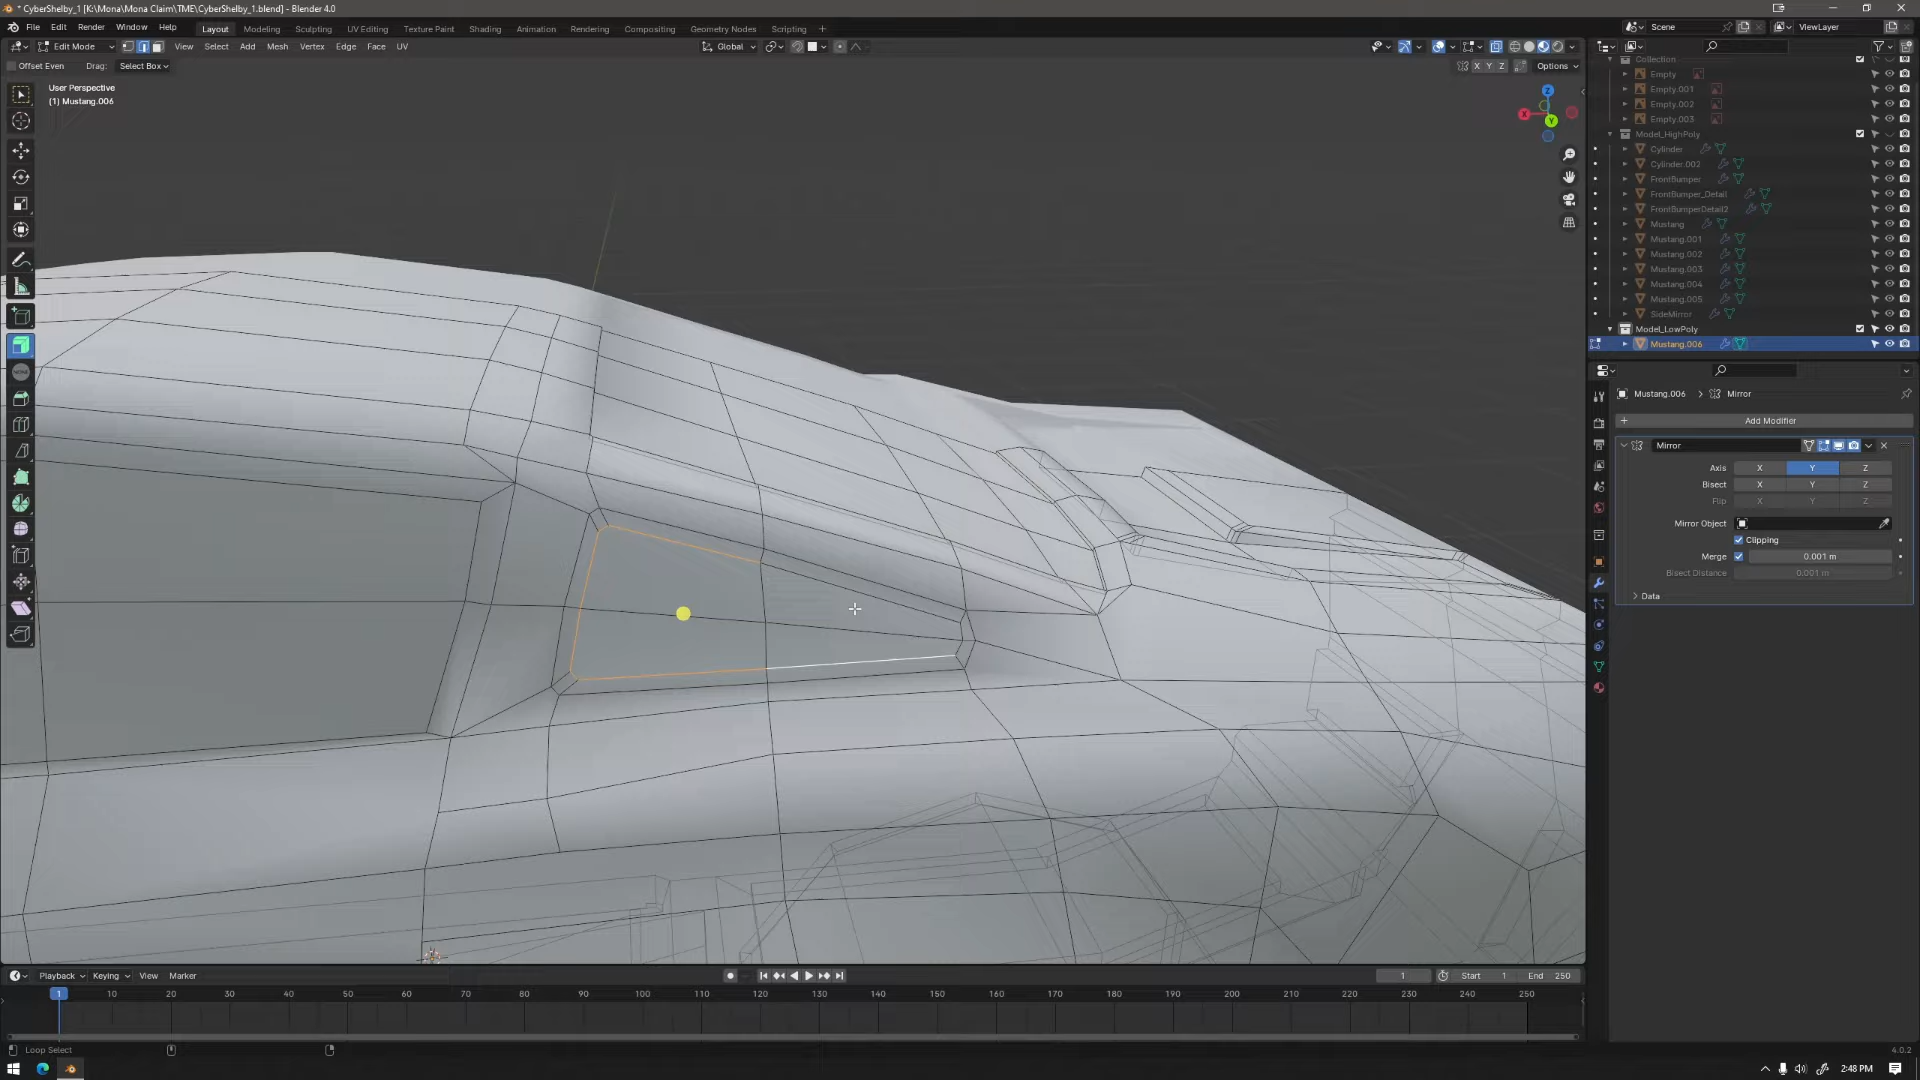 * CyberShelby_1 [K:\Mona\Mona Claim\TME\CyberShelby_1.blend] - Blender 4.0
File Edit Render Window Help Layout Modeling Sculpting UV Editing Texture Paint Shading Animation Rendering Compositing Geometry Nodes Scripting +
Scene
ViewLayer
Edit Mode View Select Add Mesh Vertex Edge Face UV
Global
Offset Even Drag: Select Box
X Y Z Options
User Perspective
(1) Mustang.006
Z
X
Y
Collection
Empty
Empty.001
Empty.002
Empty.003
Model_HighPoly
Cylinder
Cylinder.002
FrontBumper
FrontBumper_Detail
FrontBumperDetail2
Mustang
Mustang.001
Mustang.002
Mustang.003
Mustang.004
Mustang.005
SideMirror
Model_LowPoly
Mustang.006
Mustang.006 > Mirror
+ Add Modifier
Mirror
Axis X Y Z
Bisect X Y Z
Flip X Y Z
Mirror Object
Clipping
Merge 0.001 m
Bisect Distance 0.001 m
Data
Playback Keying View Marker
1 Start 1 End 250
1 10 20 30 40 50 60 70 80 90 100 110 120 130 140 150 160 170 180 190 200 210 220 230 240 250
Loop Select
4.0.2
2:48 PM